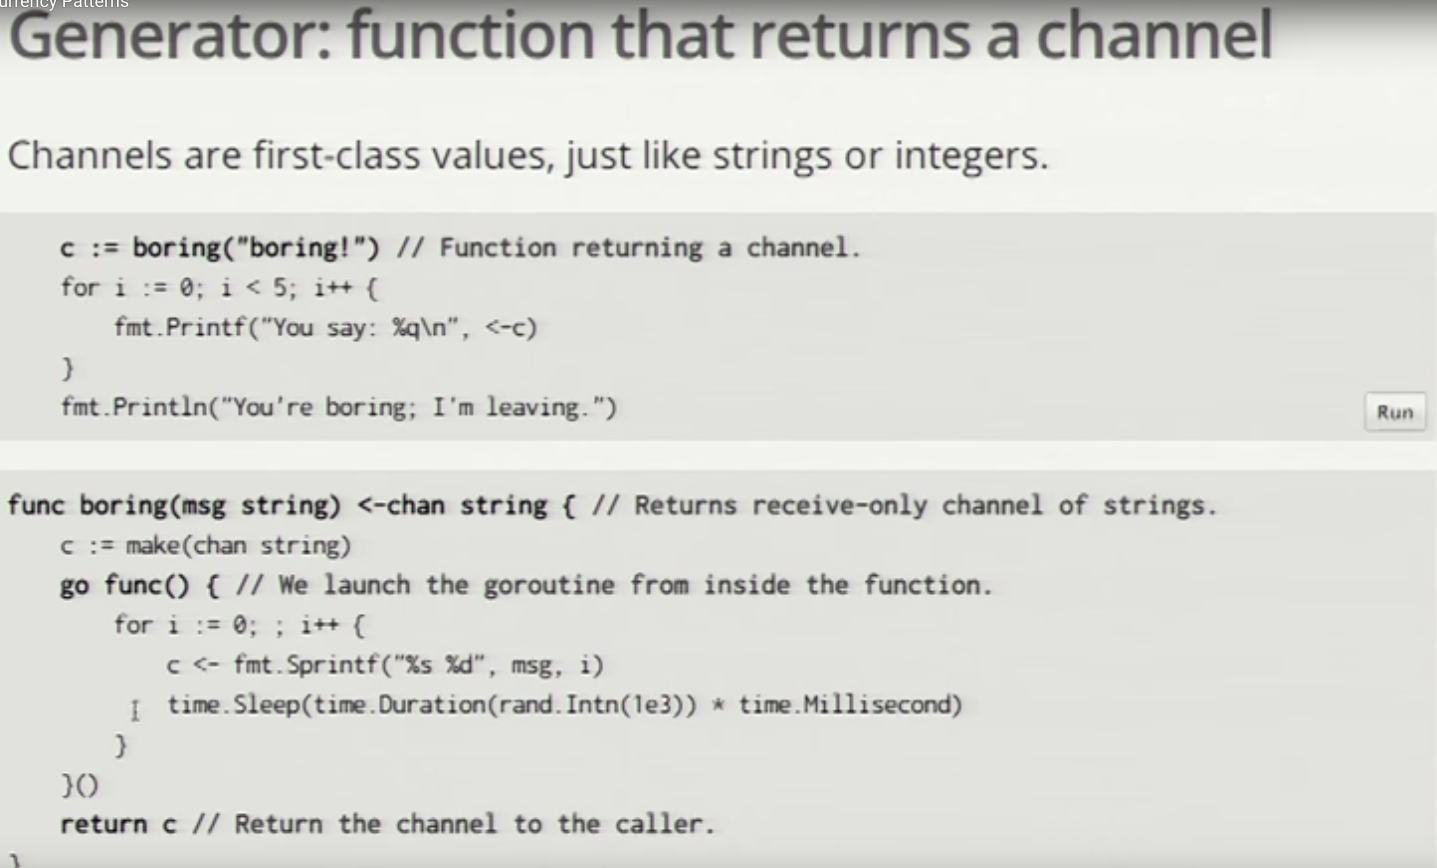 urrency Patterns
Generator: function that returns a channel
Channels are first-class values, just like strings or integers.
c := boring("boring!") // Function returning a channel.
for i := 0; i < 5; i++ {
fmt.Printf("You say: %q\n", <-c)
}
fmt.Println("You're boring; I'm leaving.")
Run
func boring(msg string) <-chan string { // Returns receive-only channel of strings.
c := make(chan string)
go func() { // We launch the goroutine from inside the function.
for i := 0; ; i++ {
c <- fmt.Sprintf("%s %d", msg, i)
time.Sleep(time.Duration(rand.Intn(1e3)) * time.Millisecond)
}
}()
return c // Return the channel to the caller.
}